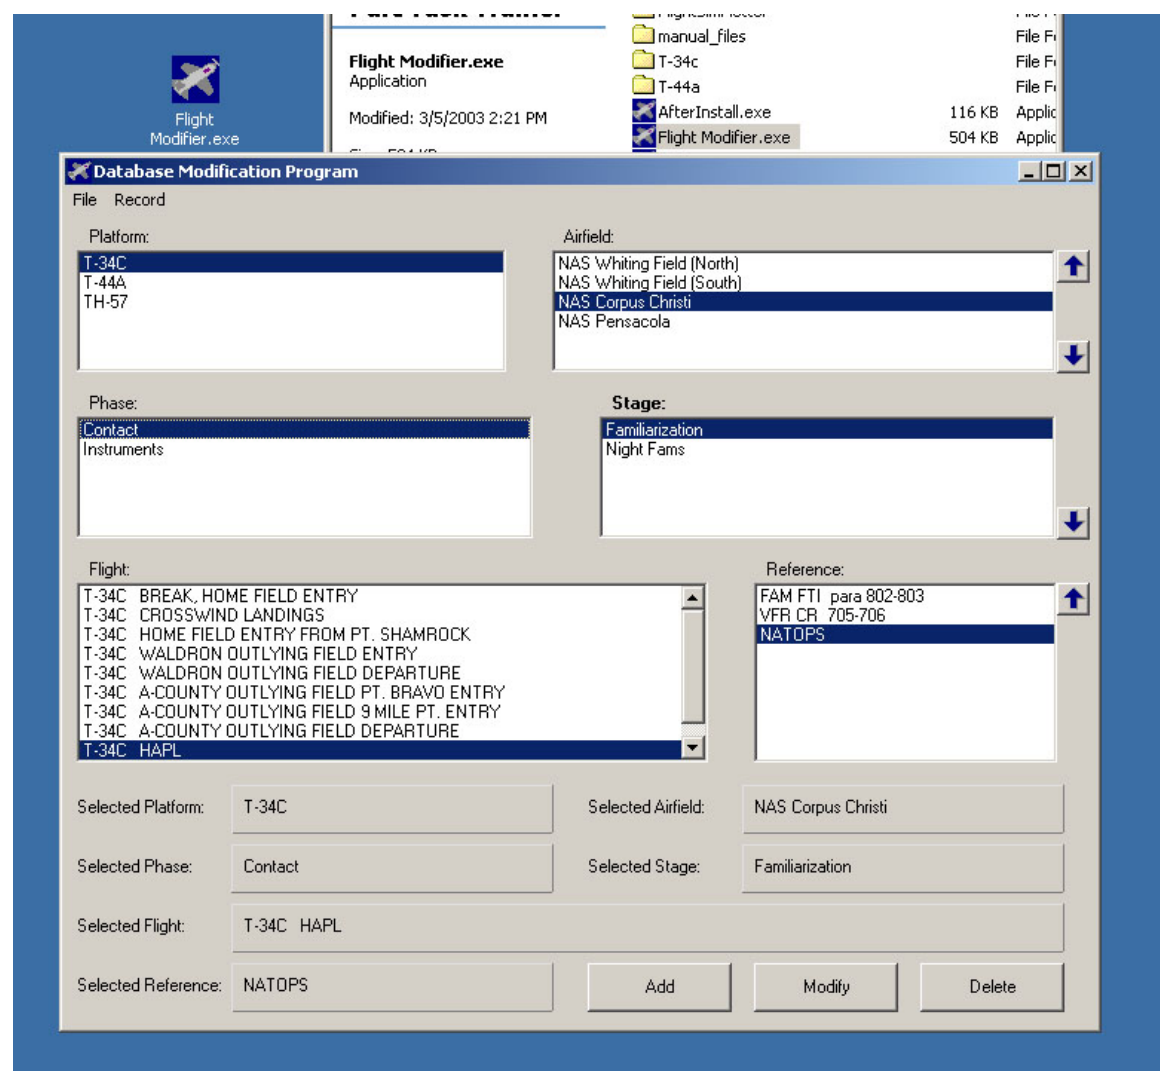 manual_files
File
Flight Modifier.exe
T-34c
File
Application
T-44a
File
AfterInstall.exe
116 KB
Modified: 3/5/2003 2:21 PM
Flight
Modifier.exe
Flight Modifier.exe
504 KB
Database Modification Program
File Record
Platform:
T-34C
T-44A
TH-57
Airfield:
NAS Whiting Field (North)
NAS Whiting Field (South)
NAS Corpus Christi
NAS Pensacola
Phase:
Contact
Instruments
Stage:
Familiarization
Night Fams
Flight:
T-34C BREAK, HOME FIELD ENTRY
T-34C CROSSWIND LANDINGS
T-34C HOME FIELD ENTRY FROM PT. SHAMROCK
T-34C WALDRON OUTLYING FIELD ENTRY
T-34C WALDRON OUTLYING FIELD DEPARTURE
T-34C A-COUNTY OUTLYING FIELD PT. BRAVO ENTRY
T-34C A-COUNTY OUTLYING FIELD 9 MILE PT. ENTRY
T-34C A-COUNTY OUTLYING FIELD DEPARTURE
T-34C HAPL
Reference:
FAM FTI para 802-803
VFR CR 705-706
NATOPS
Selected Platform: T-34C
Selected Airfield: NAS Corpus Christi
Selected Phase: Contact
Selected Stage: Familiarization
Selected Flight: T-34C HAPL
Selected Reference: NATOPS
Add
Modify
Delete